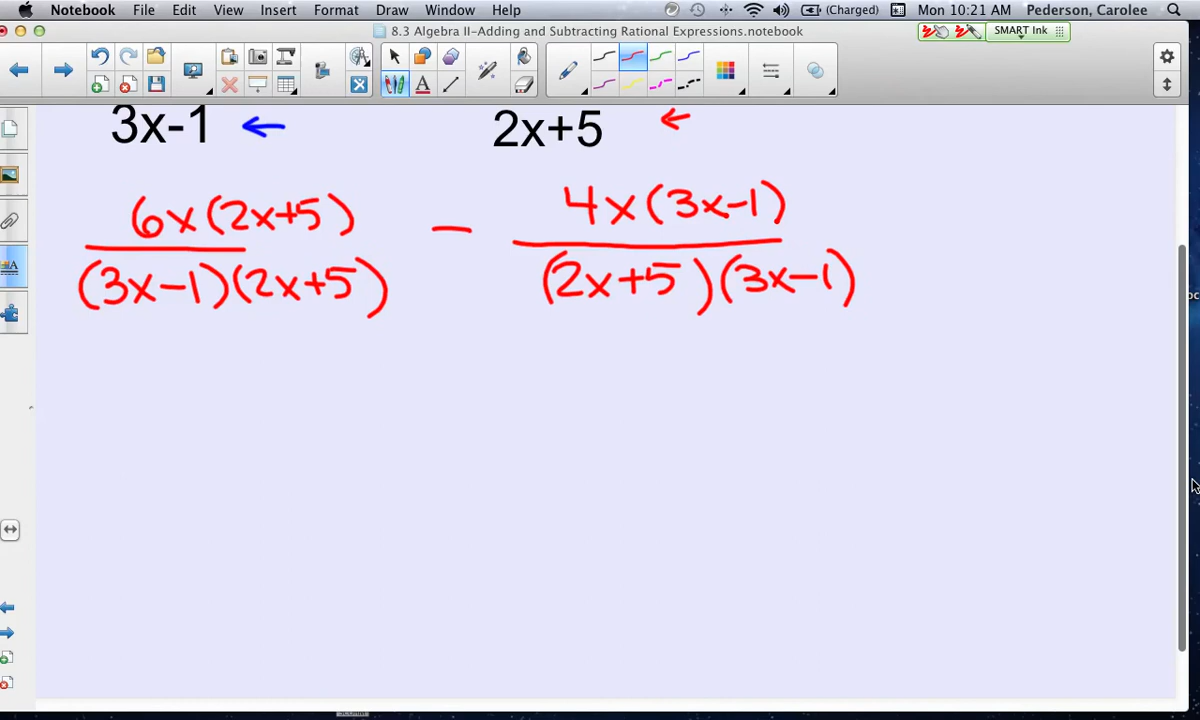 Notebook File Edit View Insert Format Draw Window Help (Charged) Mon 10:21 AM Pederson, Carolee
8.3 Algebra II–Adding and Subtracting Rational Expressions.notebook
SMART Ink
3x-1 ← 2x+5 ←
6x(2x+5) − 4x(3x-1)
(3x-1)(2x+5) (2x+5)(3x-1)